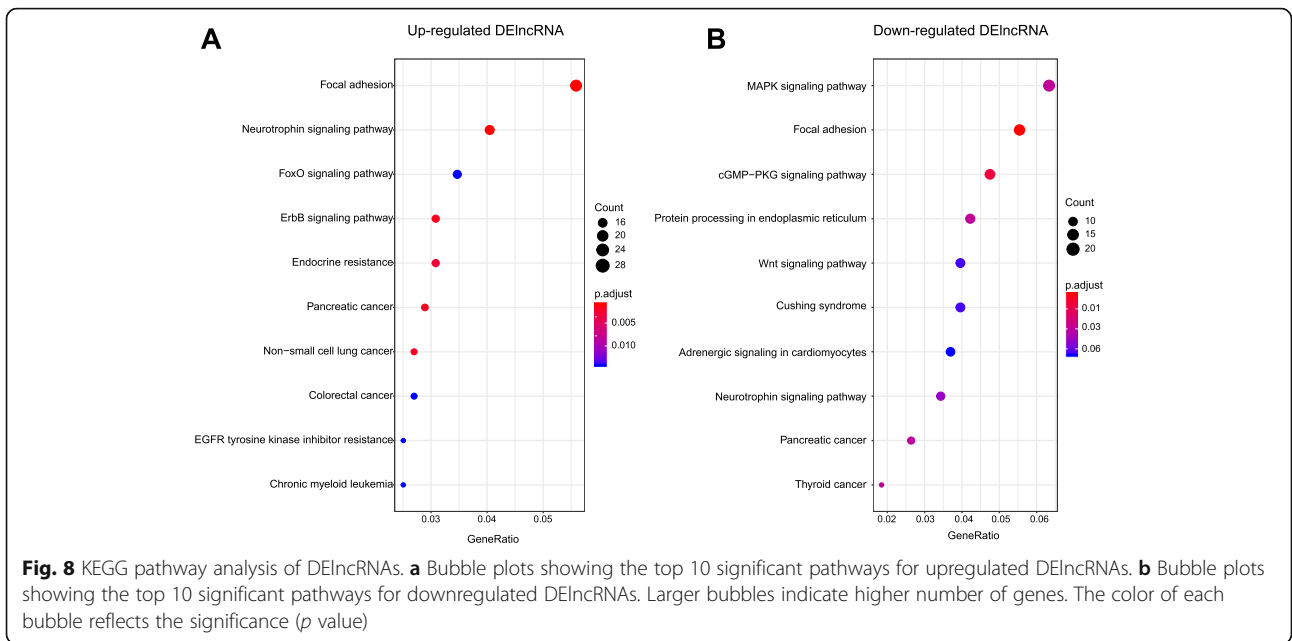 A
Up-regulated DElncRNA
Focal adhesion
Neurotrophin signaling pathway
FoxO signaling pathway
ErbB signaling pathway
Endocrine resistance
Pancreatic cancer
Non−small cell lung cancer
Colorectal cancer
EGFR tyrosine kinase inhibitor resistance
Chronic myeloid leukemia
0.03 0.04 0.05
GeneRatio
Count
16
20
24
28
p.adjust
0.005
0.010
B
Down-regulated DElncRNA
MAPK signaling pathway
Focal adhesion
cGMP−PKG signaling pathway
Protein processing in endoplasmic reticulum
Wnt signaling pathway
Cushing syndrome
Adrenergic signaling in cardiomyocytes
Neurotrophin signaling pathway
Pancreatic cancer
Thyroid cancer
0.02 0.03 0.04 0.05 0.06
GeneRatio
Count
10
15
20
p.adjust
0.01
0.03
0.06
Fig. 8 KEGG pathway analysis of DElncRNAs. a Bubble plots showing the top 10 significant pathways for upregulated DElncRNAs. b Bubble plots
showing the top 10 significant pathways for downregulated DElncRNAs. Larger bubbles indicate higher number of genes. The color of each
bubble reflects the significance (p value)